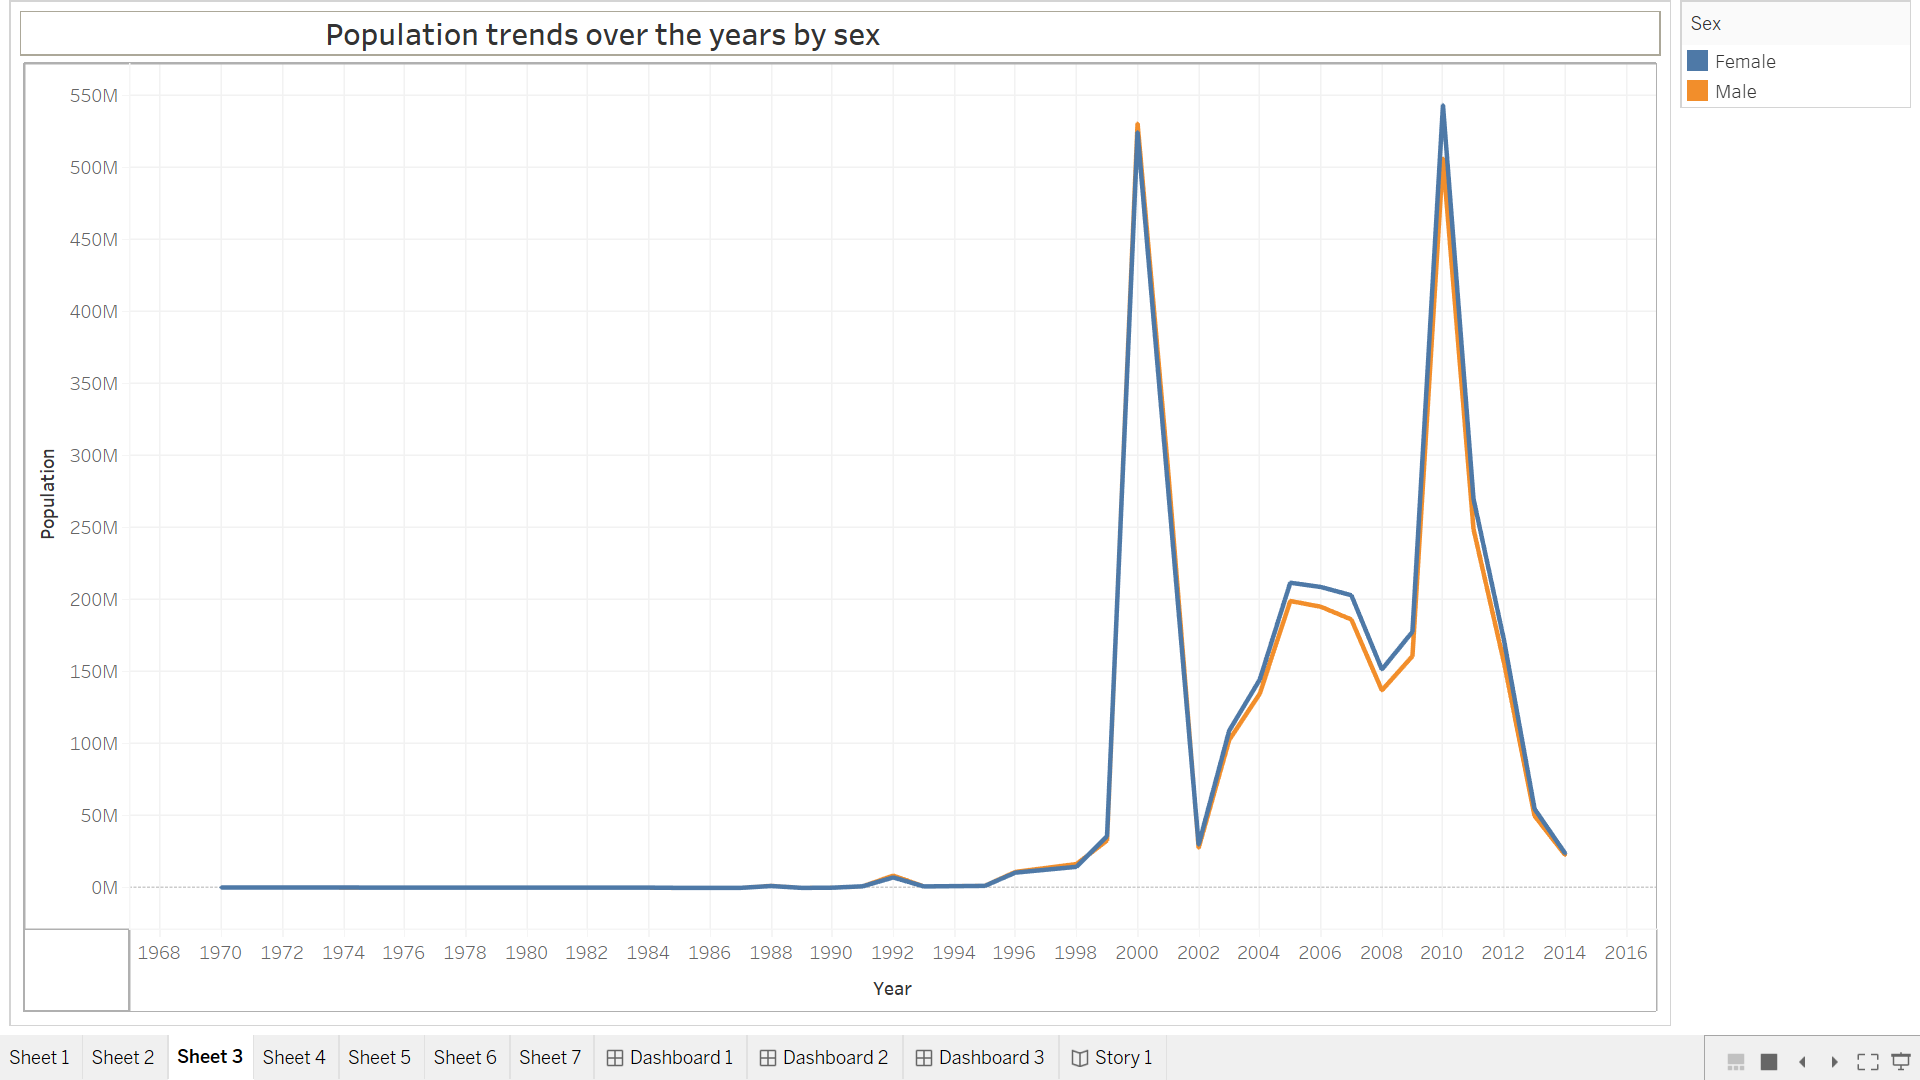 Population trends over the years by sex
Sex
Female
Male
550M
500M
450M
400M
350M
300M
250M
200M
150M
100M
50M
0M
Population
1968 1970 1972 1974 1976 1978 1980 1982 1984 1986 1988 1990 1992 1994 1996 1998 2000 2002 2004 2006 2008 2010 2012 2014 2016
Year
Sheet 1 Sheet 2 Sheet 3 Sheet 4 Sheet 5 Sheet 6 Sheet 7 Dashboard 1 Dashboard 2 Dashboard 3 Story 1